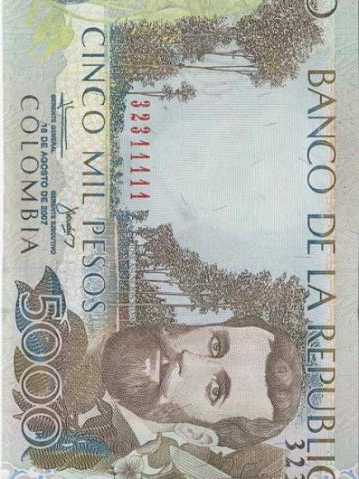 BANCO DE LA REPUBLIC
32311111
CINCO MIL PESOS
GERENTE GENERAL
GERENTE EJECUTIVO
18 DE AGOSTO DE 2007
COLOMBIA
5000
323